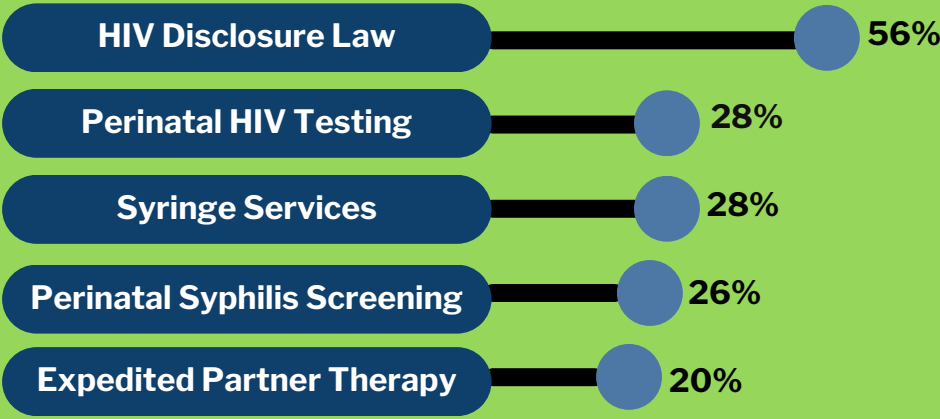 HIV Disclosure Law 56%
Perinatal HIV Testing 28%
Syringe Services 28%
Perinatal Syphilis Screening 26%
Expedited Partner Therapy 20%